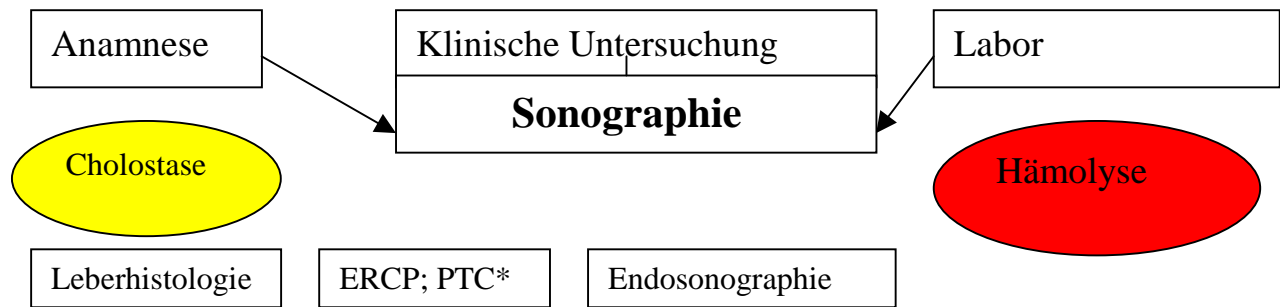 Anamnese
Klinische Untersuchung
Labor
Sonographie
Cholostase
Hämolyse
Leberhistologie
ERCP; PTC*
Endosonographie